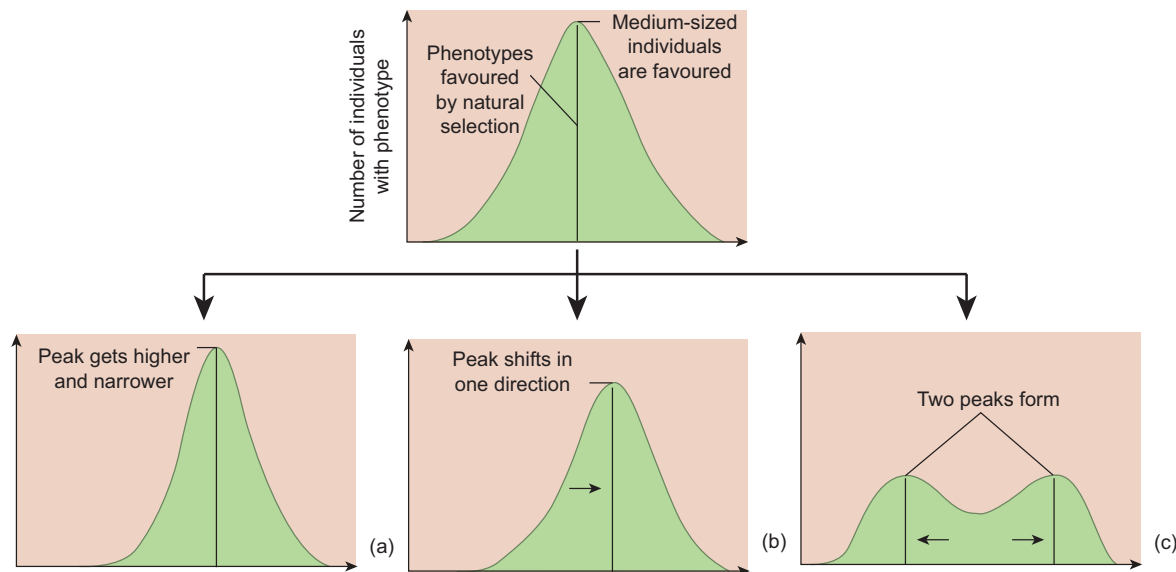 Number of individuals
with phenotype
Phenotypes
favoured
by natural
selection
Medium-sized
individuals
are favoured
Peak gets higher
and narrower
(a)
Peak shifts in
one direction
(b)
Two peaks form
(c)